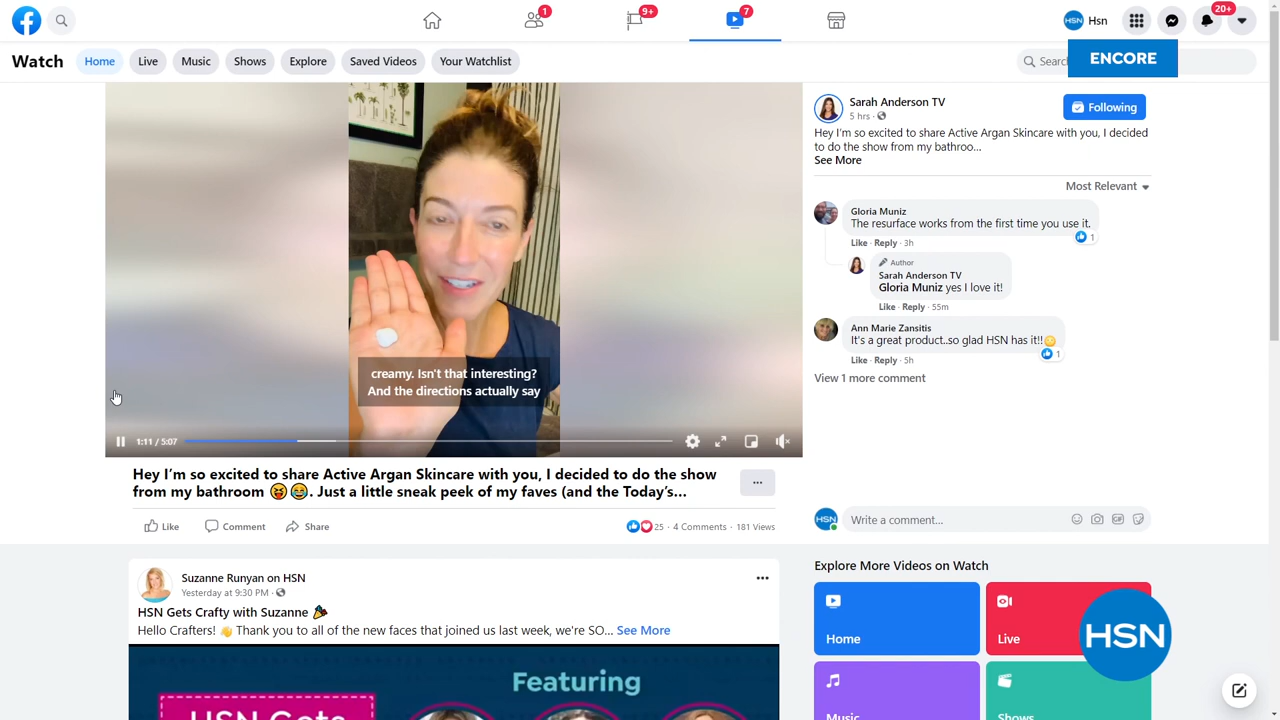 1
9+
7
HSN
Hsn
20+
Watch
Home
Live
Music
Shows
Explore
Saved Videos
Your Watchlist
Search
ENCORE
creamy. Isn't that interesting?
And the directions actually say
1:11 / 5:07
Hey I'm so excited to share Active Argan Skincare with you, I decided to do the show
from my bathroom 😝😂. Just a little sneak peek of my faves (and the Today's...
Like
Comment
Share
25 · 4 Comments · 181 Views
Sarah Anderson TV
5 hrs ·
Following
Hey I'm so excited to share Active Argan Skincare with you, I decided
to do the show from my bathroo...
See More
Most Relevant
Gloria Muniz
The resurface works from the first time you use it.
1
Like · Reply · 3h
Author
Sarah Anderson TV
Gloria Muniz yes I love it!
Like · Reply · 55m
Ann Marie Zansitis
It's a great product..so glad HSN has it!!😳
1
Like · Reply · 5h
View 1 more comment
HSN
Write a comment...
GIF
Suzanne Runyan on HSN
Yesterday at 9:30 PM ·
HSN Gets Crafty with Suzanne 🎉
Hello Crafters! 👋 Thank you to all of the new faces that joined us last week, we're SO... See More
Featuring
HSN Gets
Explore More Videos on Watch
Home
Live
HSN
Music
Shows